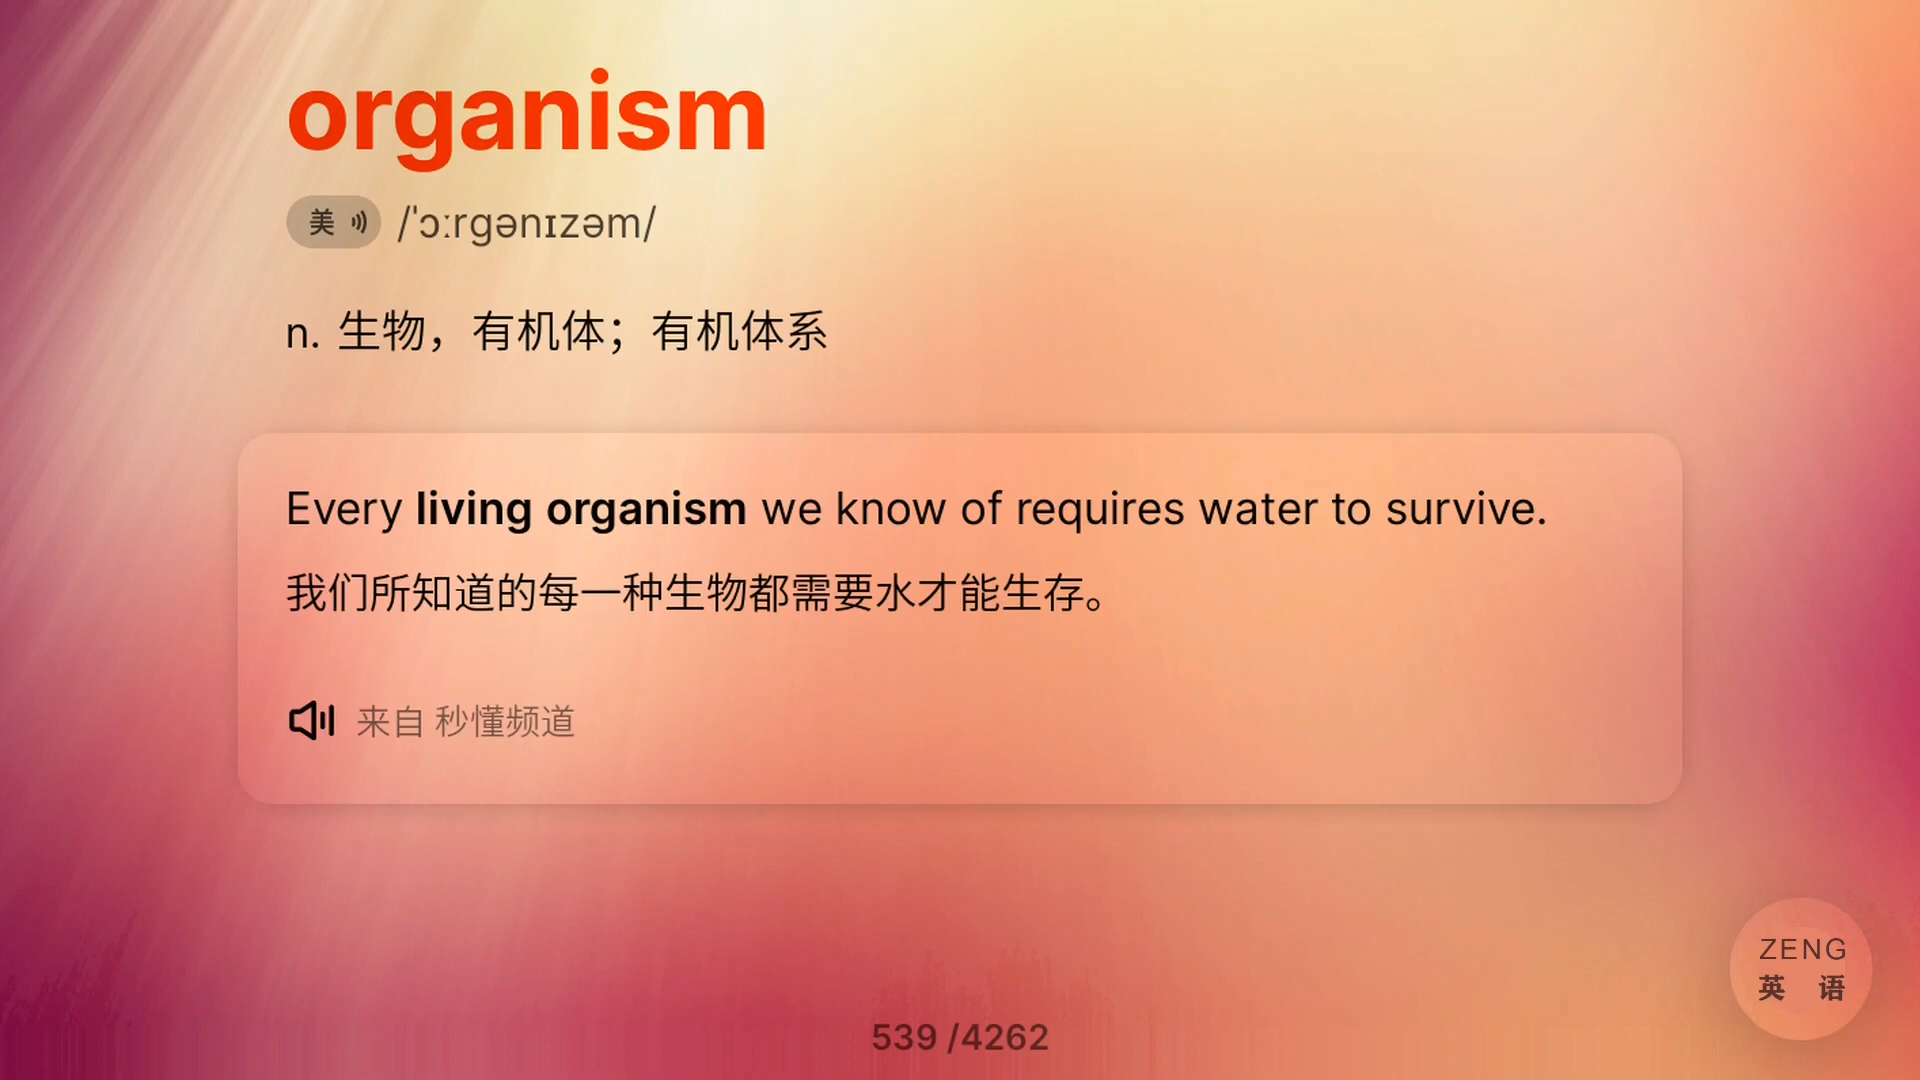 organism
美 /ˈɔːrgənɪzəm/
n. 生物，有机体；有机体系
Every living organism we know of requires water to survive.
我们所知道的每一种生物都需要水才能生存。
来自 秒懂频道
ZENG
英 语
539 /4262